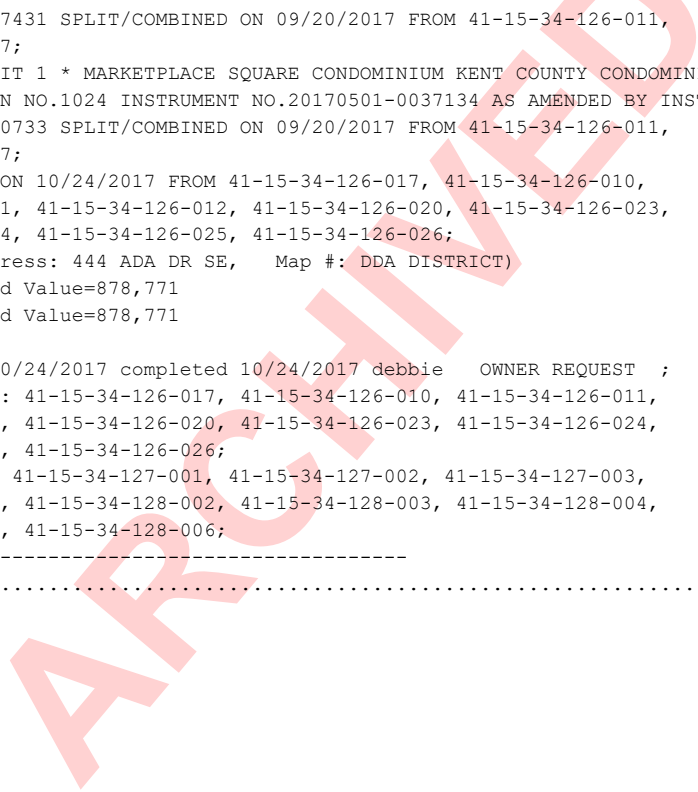 7431 SPLIT/COMBINED ON 09/20/2017 FROM 41-15-34-126-011,
7;
IT 1 * MARKETPLACE SQUARE CONDOMINIUM KENT COUNTY CONDOMIN
N NO.1024 INSTRUMENT NO.20170501-0037134 AS AMENDED BY INST
0733 SPLIT/COMBINED ON 09/20/2017 FROM 41-15-34-126-011,
7;
ON 10/24/2017 FROM 41-15-34-126-017, 41-15-34-126-010,
1, 41-15-34-126-012, 41-15-34-126-020, 41-15-34-126-023,
4, 41-15-34-126-025, 41-15-34-126-026;
ress: 444 ADA DR SE,   Map #: DDA DISTRICT)
d Value=878,771
d Value=878,771
0/24/2017 completed 10/24/2017 debbie   OWNER REQUEST  ;
: 41-15-34-126-017, 41-15-34-126-010, 41-15-34-126-011,
, 41-15-34-126-020, 41-15-34-126-023, 41-15-34-126-024,
, 41-15-34-126-026;
41-15-34-127-001, 41-15-34-127-002, 41-15-34-127-003,
, 41-15-34-128-002, 41-15-34-128-003, 41-15-34-128-004,
, 41-15-34-128-006;
----------------------------------
..........................................................
ARCHIVED